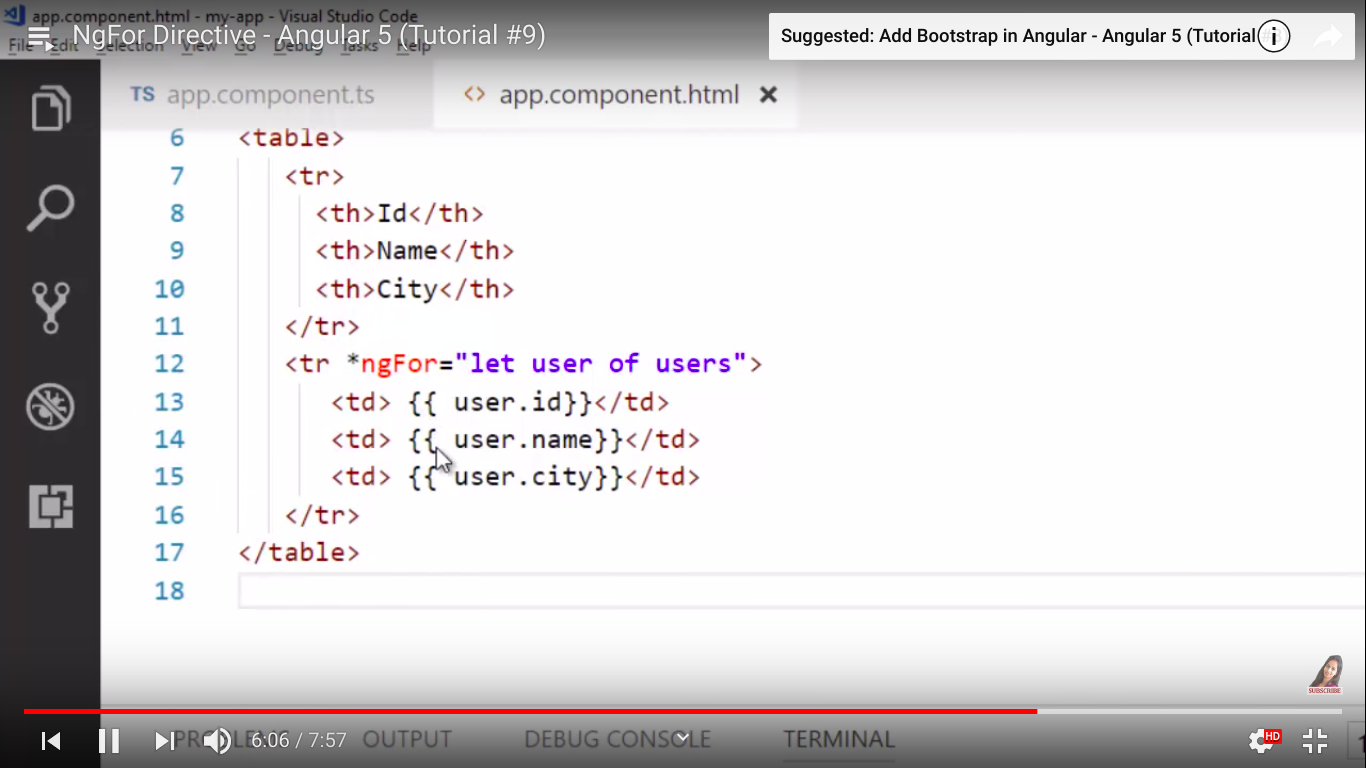 app.component.html - my-app - Visual Studio Code
NgFor Directive - Angular 5 (Tutorial #9)
File Edit Selection View Go Debug Tasks Help
Suggested: Add Bootstrap in Angular - Angular 5 (Tutorial
TS app.component.ts
<> app.component.html ×
6 <table>
7 <tr>
8 <th>Id</th>
9 <th>Name</th>
10 <th>City</th>
11 </tr>
12 <tr *ngFor="let user of users">
13 <td> {{ user.id}}</td>
14 <td> {{ user.name}}</td>
15 <td> {{ user.city}}</td>
16 </tr>
17 </table>
18
SUBSCRIBE
6:06 / 7:57
PROBLEMS OUTPUT DEBUG CONSOLE TERMINAL
HD